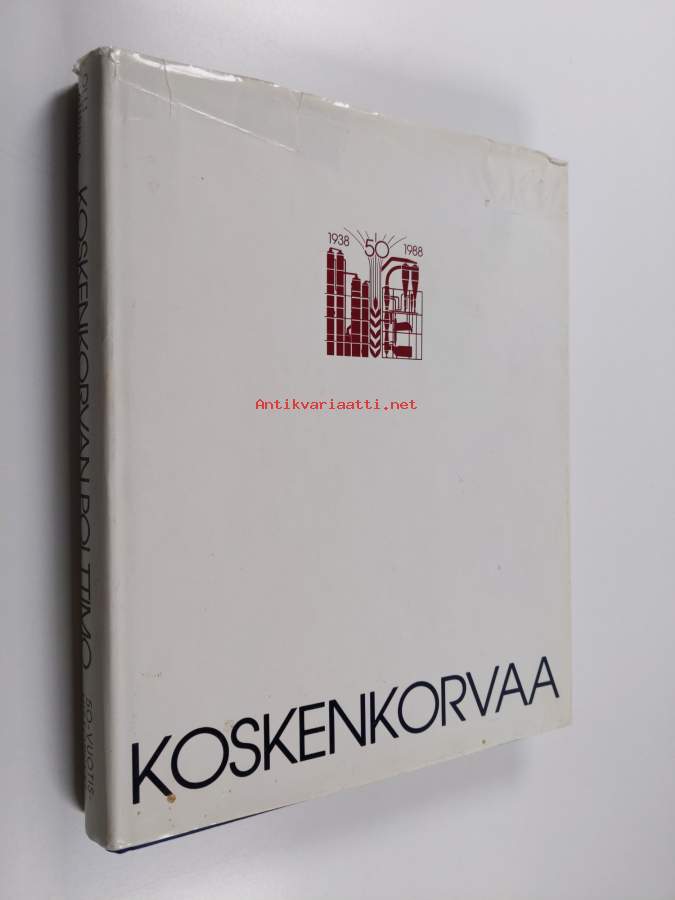 1938 50 1988
Antikvariaatti.net
KOSKENKORVAA
KOSKENKORVAN POLTTIMO 50-VUOTIS-